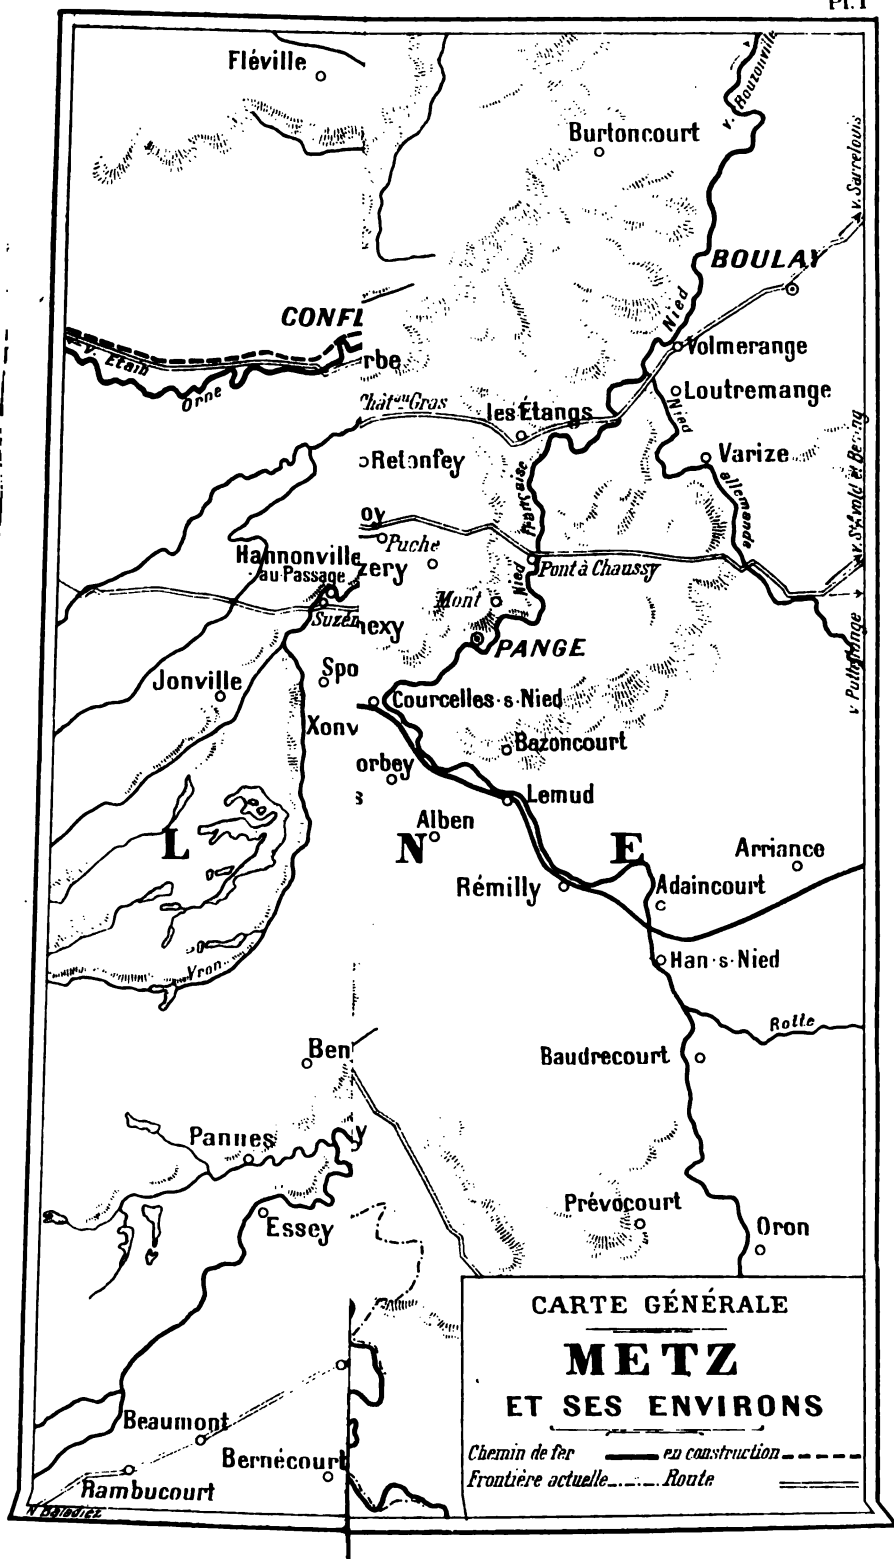 Pl. I
Fléville
v. Bouzonville
Burtoncourt
v. Sarrelouis
BOULAY
Nied
CONFL
Volmerange
v. Etain
rbe
Orne
Loutremange
Chât^au Gras
les Étangs
Nied
Retonfey
Varize
Française
allemande
v. S^t Avold et Bening
oy
Puche
Hannonville
au-Passage
zery
Pont à Chaussy
Nied
Mont
Suzém
nexy
PANGE
v. Puttelange
Jonville
Spo
Courcelles-s-Nied
Xonv
Bazoncourt
orbey
s
Lemud
Alben
L N E
Arriance
Rémilly
Adaincourt
Yron
Han-s-Nied
Rotte
Ben
Baudrecourt
Pannes
y
Prévocourt
Essey
Oron
CARTE GÉNÉRALE
METZ
ET SES ENVIRONS
Beaumont
Chemin de fer en construction
Bernécourt
Frontière actuelle Route
Rambucourt